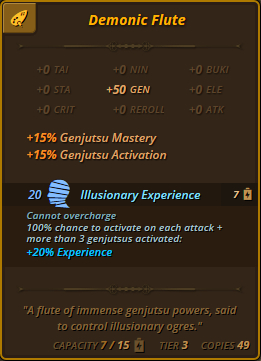 Demonic Flute
+0 TAI +0 NIN +0 BUKI
+0 STA +50 GEN +0 ELE
+0 CRIT +0 REROLL +0 ATK
+15% Genjutsu Mastery
+15% Genjutsu Activation
20 Illusionary Experience 7
Cannot overcharge
100% chance to activate on each attack +
more than 3 genjutsus activated:
+20% Experience
"A flute of immense genjutsu powers, said
to control illusionary ogres."
CAPACITY 7 / 15 TIER 3 COPIES 49